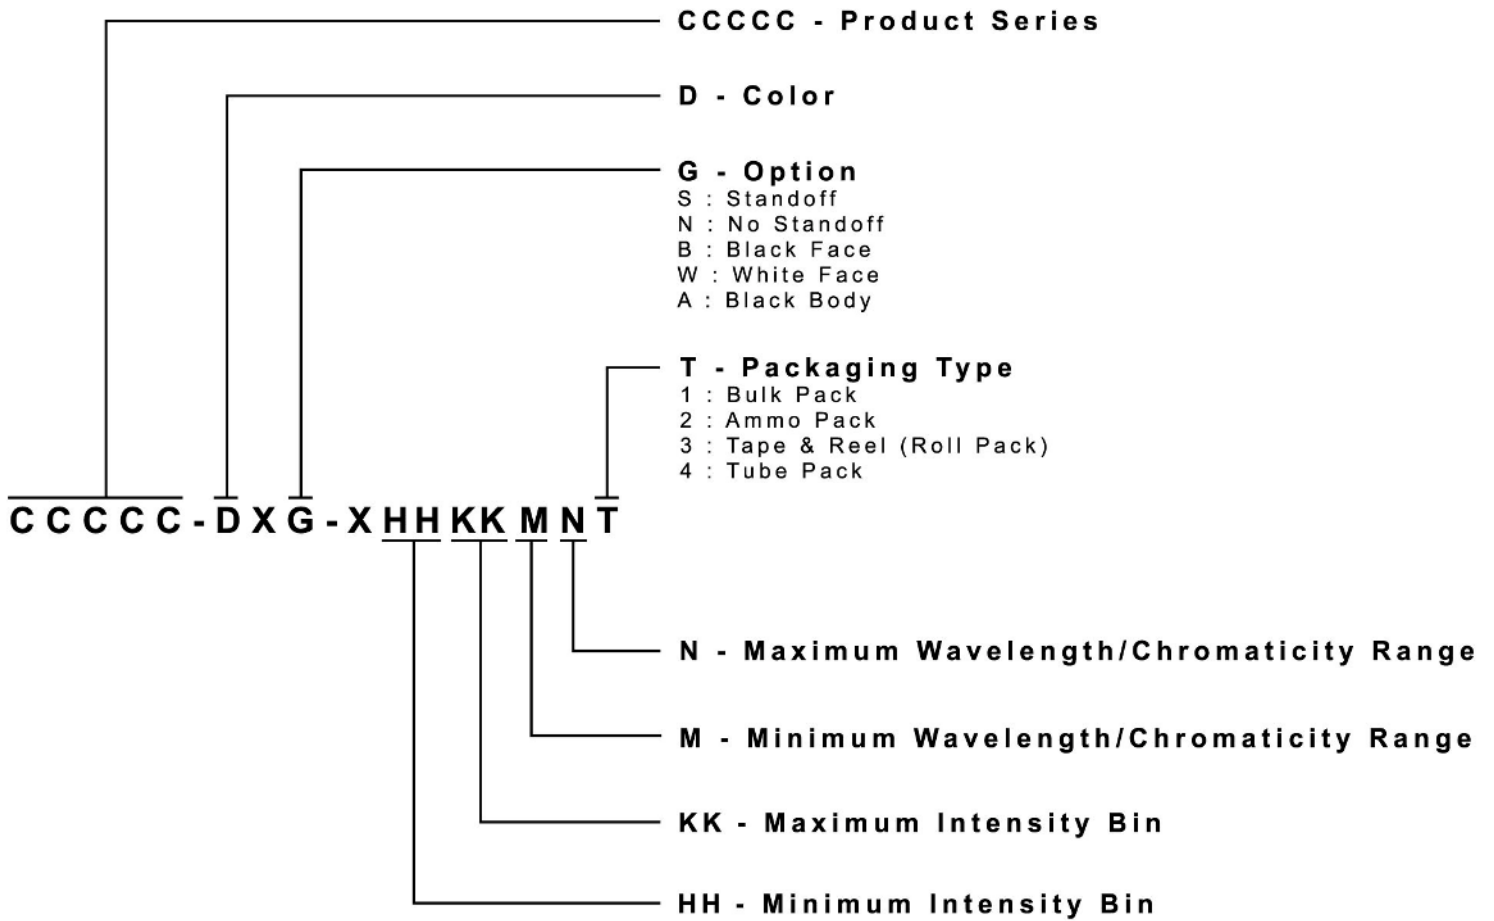 CCCCC - Product Series
D - Color
G - Option
S : Standoff
N : No Standoff
B : Black Face
W : White Face
A : Black Body
T - Packaging Type
1 : Bulk Pack
2 : Ammo Pack
3 : Tape & Reel (Roll Pack)
4 : Tube Pack
CCCCC-DXG-XHHKKMNT
N - Maximum Wavelength/Chromaticity Range
M - Minimum Wavelength/Chromaticity Range
KK - Maximum Intensity Bin
HH - Minimum Intensity Bin